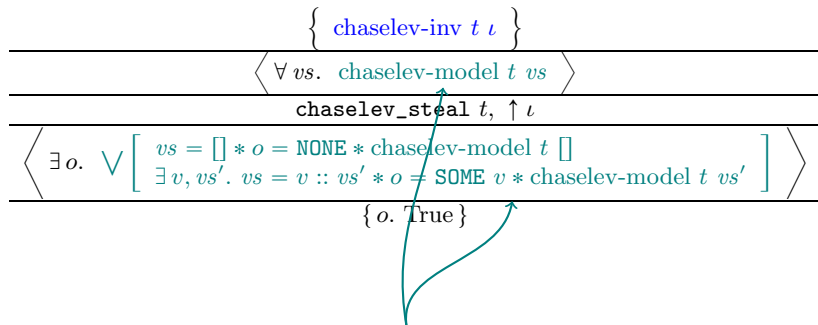 { chaselev-inv t ι }
⟨ ∀ vs. chaselev-model t vs ⟩
chaselev_steal t, ↑ ι
⟨ ∃ o. ⋁ [ vs = [] * o = NONE * chaselev-model t []
∃ v, vs′. vs = v :: vs′ * o = SOME v * chaselev-model t vs′ ] ⟩
{ o. True }